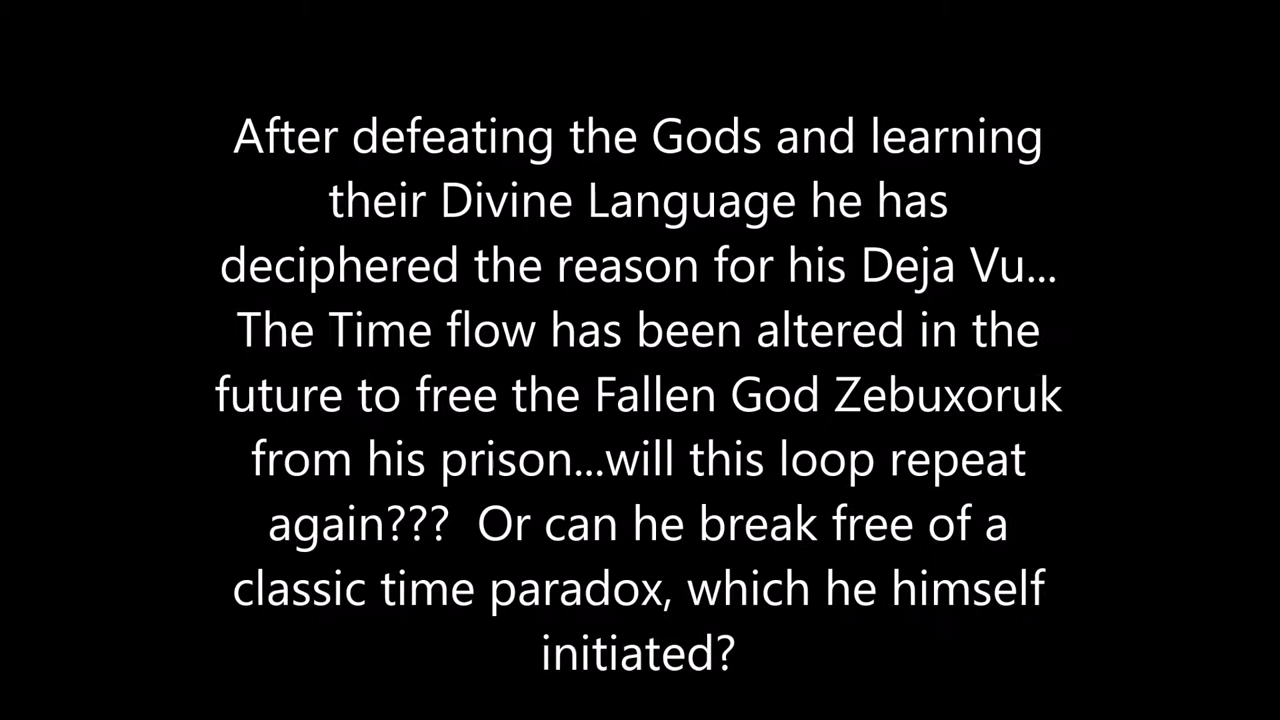 After defeating the Gods and learning
their Divine Language he has
deciphered the reason for his Deja Vu...
The Time flow has been altered in the
future to free the Fallen God Zebuxoruk
from his prison...will this loop repeat
again???  Or can he break free of a
classic time paradox, which he himself
initiated?